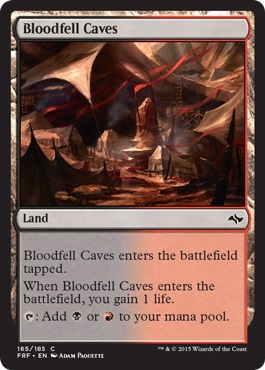 Bloodfell Caves
Land
Bloodfell Caves enters the battlefield
tapped.
When Bloodfell Caves enters the
battlefield, you gain 1 life.
: Add or to your mana pool.
165/185 C
FRF • EN Adam Paquette
™ & © 2015 Wizards of the Coast